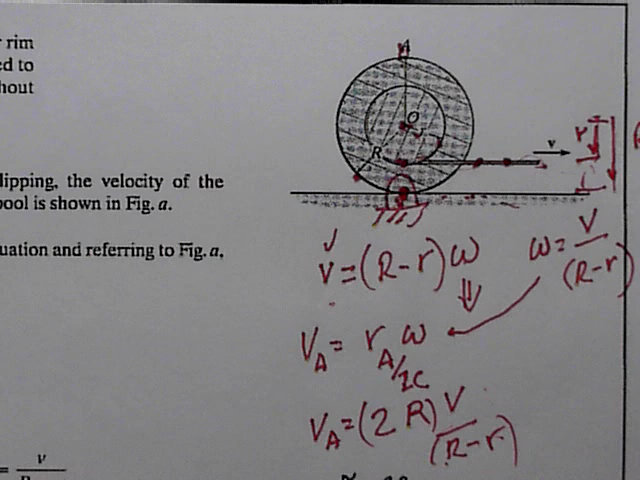 rim
ed to
hout
lipping, the velocity of the
pool is shown in Fig. a.
quation and referring to Fig. a,
A
O
R
r
v
r
R
V = (R-r) ω
ω = V / (R-r)
V_A = r_A/IC ω
V_A = (2R) V / (R-r)
= v